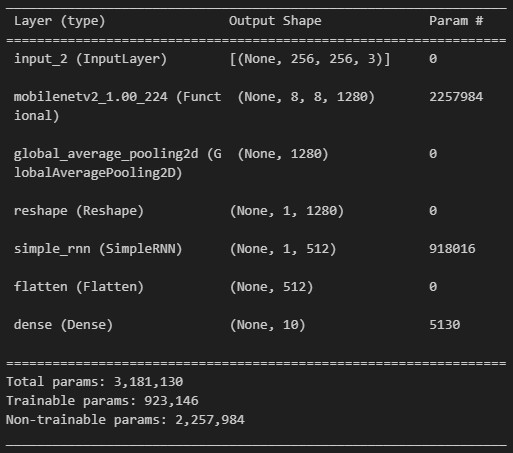 Layer (type) Output Shape Param #
=================================================================
input_2 (InputLayer) [(None, 256, 256, 3)] 0
mobilenetv2_1.00_224 (Funct (None, 8, 8, 1280) 2257984
ional)
global_average_pooling2d (G (None, 1280) 0
lobalAveragePooling2D)
reshape (Reshape) (None, 1, 1280) 0
simple_rnn (SimpleRNN) (None, 1, 512) 918016
flatten (Flatten) (None, 512) 0
dense (Dense) (None, 10) 5130
=================================================================
Total params: 3,181,130
Trainable params: 923,146
Non-trainable params: 2,257,984